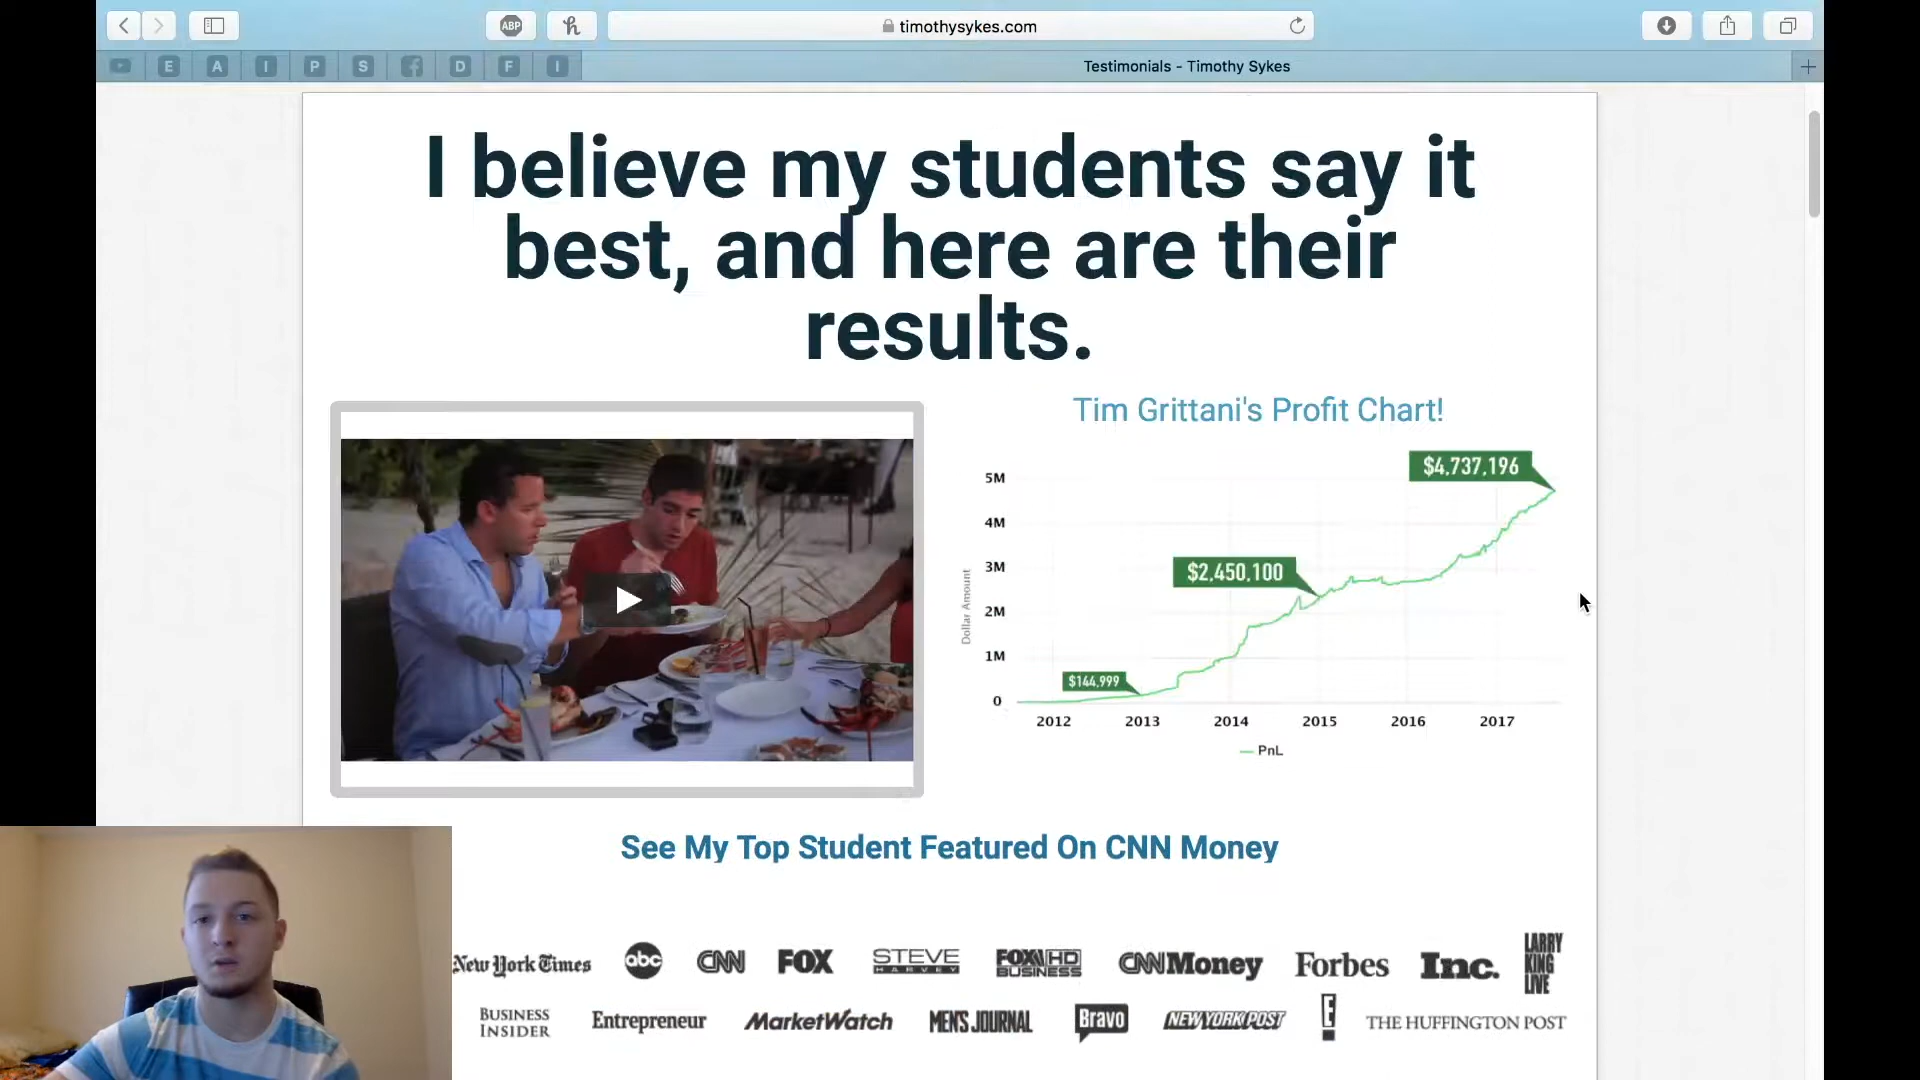 ABP
h
timothysykes.com
E A I P S D F I
Testimonials - Timothy Sykes
I believe my students say it
best, and here are their
results.
Tim Grittani's Profit Chart!
$4,737,196
5M
4M
3M
2M
1M
0
Dollar Amount
$2,450,100
$144,999
2012 2013 2014 2015 2016 2017
PnL
See My Top Student Featured On CNN Money
New York Times abc CNN FOX STEVE HARVEY FOX HD BUSINESS CNNMoney Forbes Inc. LARRY KING LIVE
BUSINESS INSIDER Entrepreneur MarketWatch MEN'S JOURNAL Bravo NEW YORK POST E! THE HUFFINGTON POST